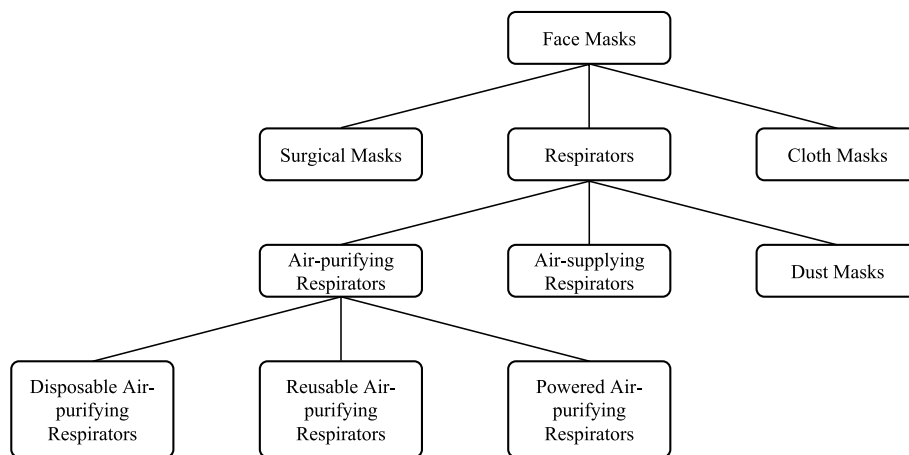 Face Masks
Surgical Masks
Respirators
Cloth Masks
Air-purifying
Respirators
Air-supplying
Respirators
Dust Masks
Disposable Air-
purifying
Respirators
Reusable Air-
purifying
Respirators
Powered Air-
purifying
Respirators